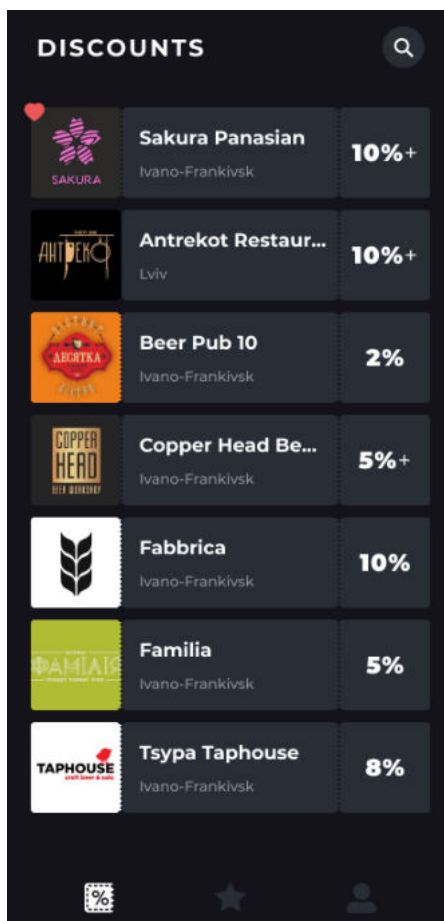 DISCOUNTS
SAKURA
Sakura Panasian
Ivano-Frankivsk
10%+
АНТРЕКО
Antrekot Restaur...
Lviv
10%+
ДЕСЯТКА
Beer Pub 10
Ivano-Frankivsk
2%
COPPER
HEAD
BEER WORKSHOP
Copper Head Be...
Ivano-Frankivsk
5%+
Fabbrica
Ivano-Frankivsk
10%
ФАМІЛІЯ
Familia
Ivano-Frankivsk
5%
TAPHOUSE
craft beer & eats
Tsypa Taphouse
Ivano-Frankivsk
8%
%